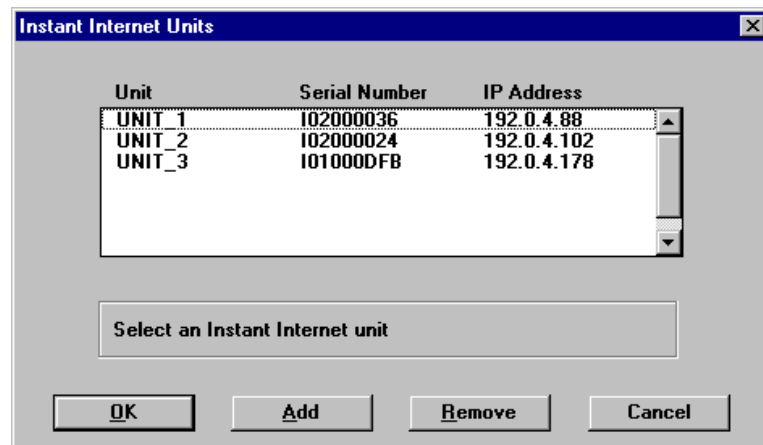 Instant Internet Units
Unit Serial Number IP Address
UNIT_1 I02000036 192.0.4.88
UNIT_2 I02000024 192.0.4.102
UNIT_3 I01000DFB 192.0.4.178
Select an Instant Internet unit
OK Add Remove Cancel